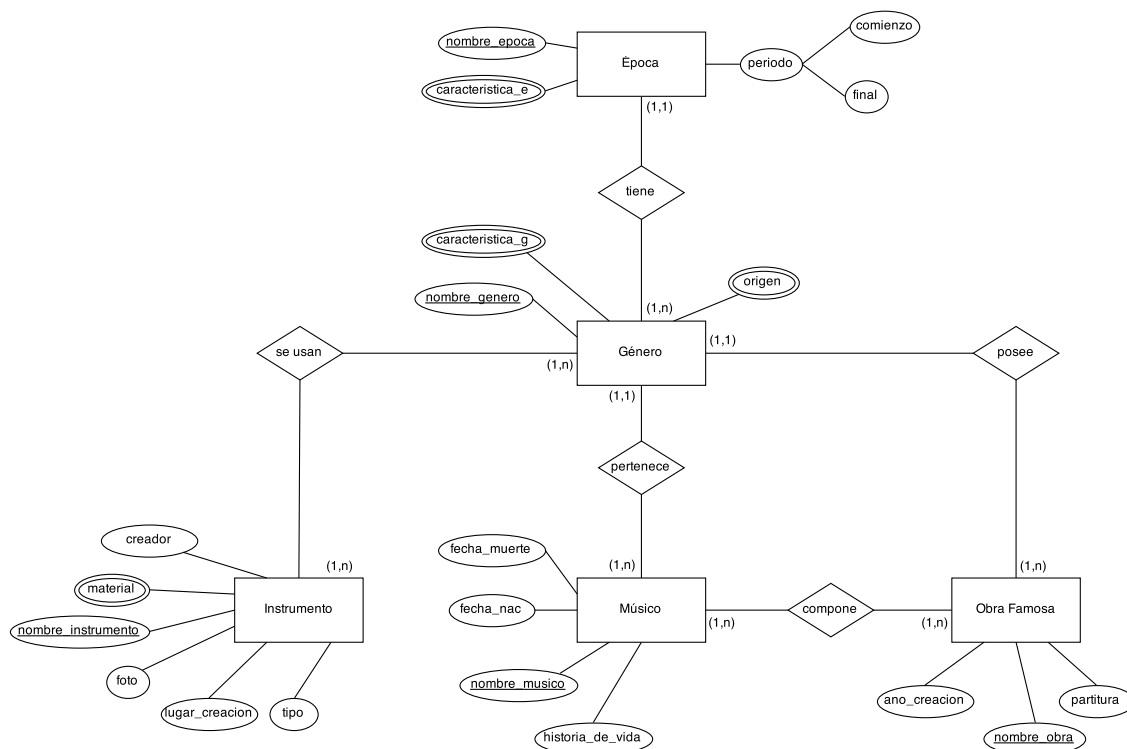 comienzo
nombre_epoca
Época
periodo
caracteristica_e
final
(1,1)
tiene
caracteristica_g
origen
nombre_genero
(1,n)
se usan
(1,n)
Género
(1,1)
posee
(1,1)
pertenece
creador
fecha_muerte
(1,n)
(1,n)
(1,n)
material
Instrumento
fecha_nac
Músico
compone
Obra Famosa
nombre_instrumento
(1,n)
(1,n)
foto
nombre_musico
lugar_creacion
tipo
ano_creacion
partitura
historia_de_vida
nombre_obra